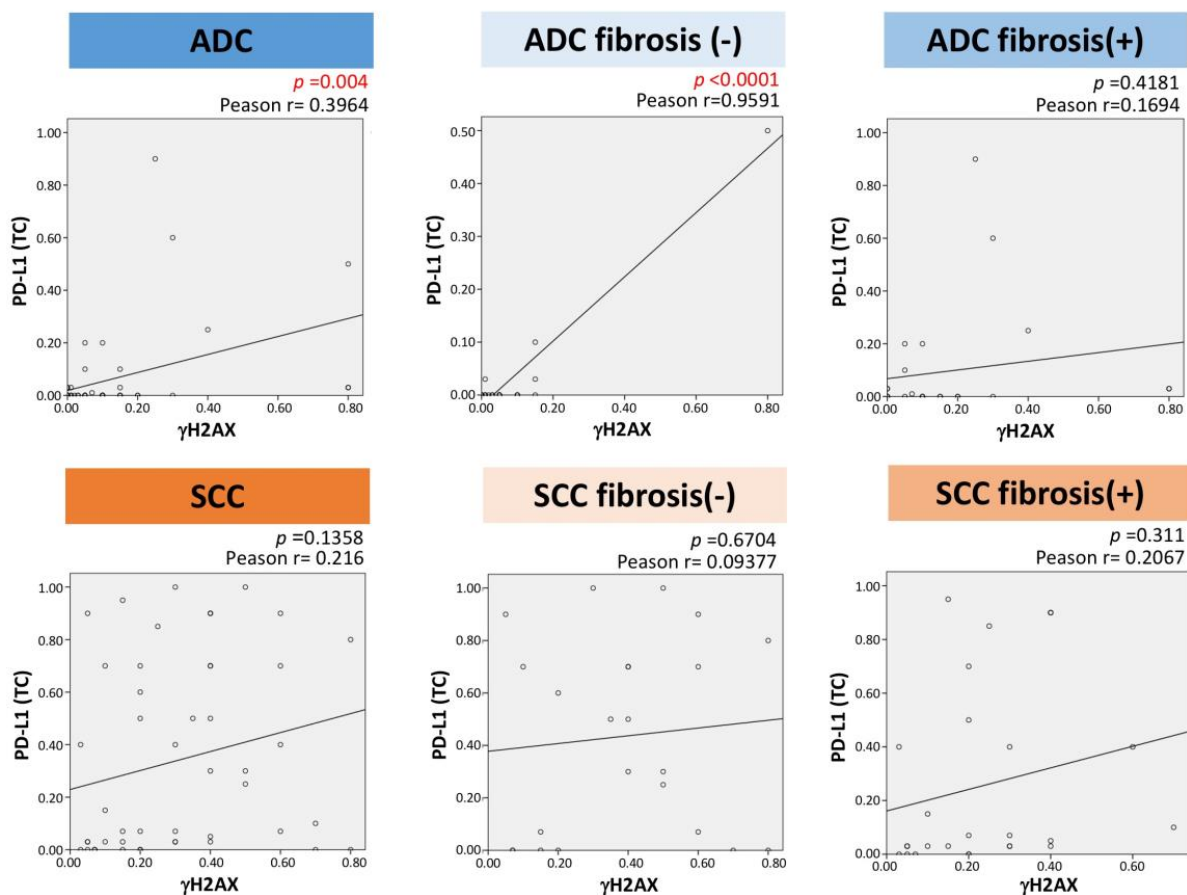 ADC
p =0.004
Peason r= 0.3964
1.00
0.80
0.60
0.40
0.20
0.00
PD-L1 (TC)
0.00 0.20 0.40 0.60 0.80
γH2AX
ADC fibrosis (-)
p <0.0001
Peason r=0.9591
0.50
0.40
0.30
0.20
0.10
0.00
PD-L1 (TC)
0.00 0.20 0.40 0.60 0.80
γH2AX
ADC fibrosis(+)
p =0.4181
Peason r=0.1694
1.00
0.80
0.60
0.40
0.20
0.00
PD-L1 (TC)
0.00 0.20 0.40 0.60 0.80
γH2AX
SCC
p =0.1358
Peason r= 0.216
1.00
0.80
0.60
0.40
0.20
0.00
PD-L1 (TC)
0.00 0.20 0.40 0.60 0.80
γH2AX
SCC fibrosis(-)
p =0.6704
Peason r= 0.09377
1.00
0.80
0.60
0.40
0.20
0.00
PD-L1 (TC)
0.00 0.20 0.40 0.60 0.80
γH2AX
SCC fibrosis(+)
p =0.311
Peason r= 0.2067
1.00
0.80
0.60
0.40
0.20
0.00
PD-L1 (TC)
0.00 0.20 0.40 0.60
γH2AX